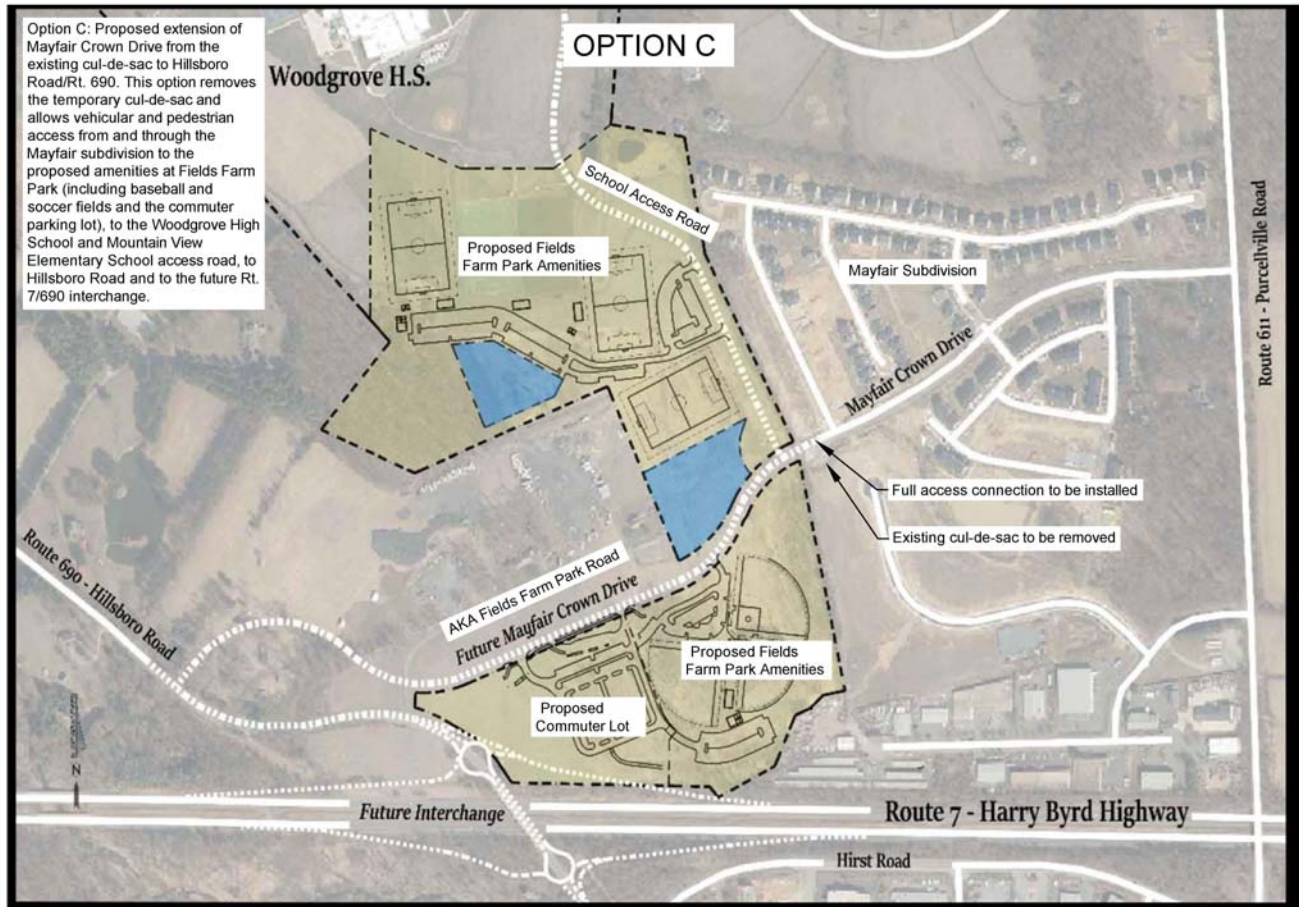 Option C: Proposed extension of
Mayfair Crown Drive from the
existing cul-de-sac to Hillsboro
Road/Rt. 690. This option removes
the temporary cul-de-sac and
allows vehicular and pedestrian
access from and through the
Mayfair subdivision to the
proposed amenities at Fields Farm
Park (including baseball and
soccer fields and the commuter
parking lot), to the Woodgrove High
School and Mountain View
Elementary School access road, to
Hillsboro Road and to the future Rt.
7/690 interchange.
OPTION C
Woodgrove H.S.
School Access Road
Proposed Fields
Farm Park Amenities
Mayfair Subdivision
Mayfair Crown Drive
Route 611 - Purcellville Road
Full access connection to be installed
Existing cul-de-sac to be removed
Route 690 - Hillsboro Road
AKA Fields Farm Park Road
Future Mayfair Crown Drive
Proposed Fields
Farm Park Amenities
Proposed
Commuter Lot
N
Future Interchange
Route 7 - Harry Byrd Highway
Hirst Road